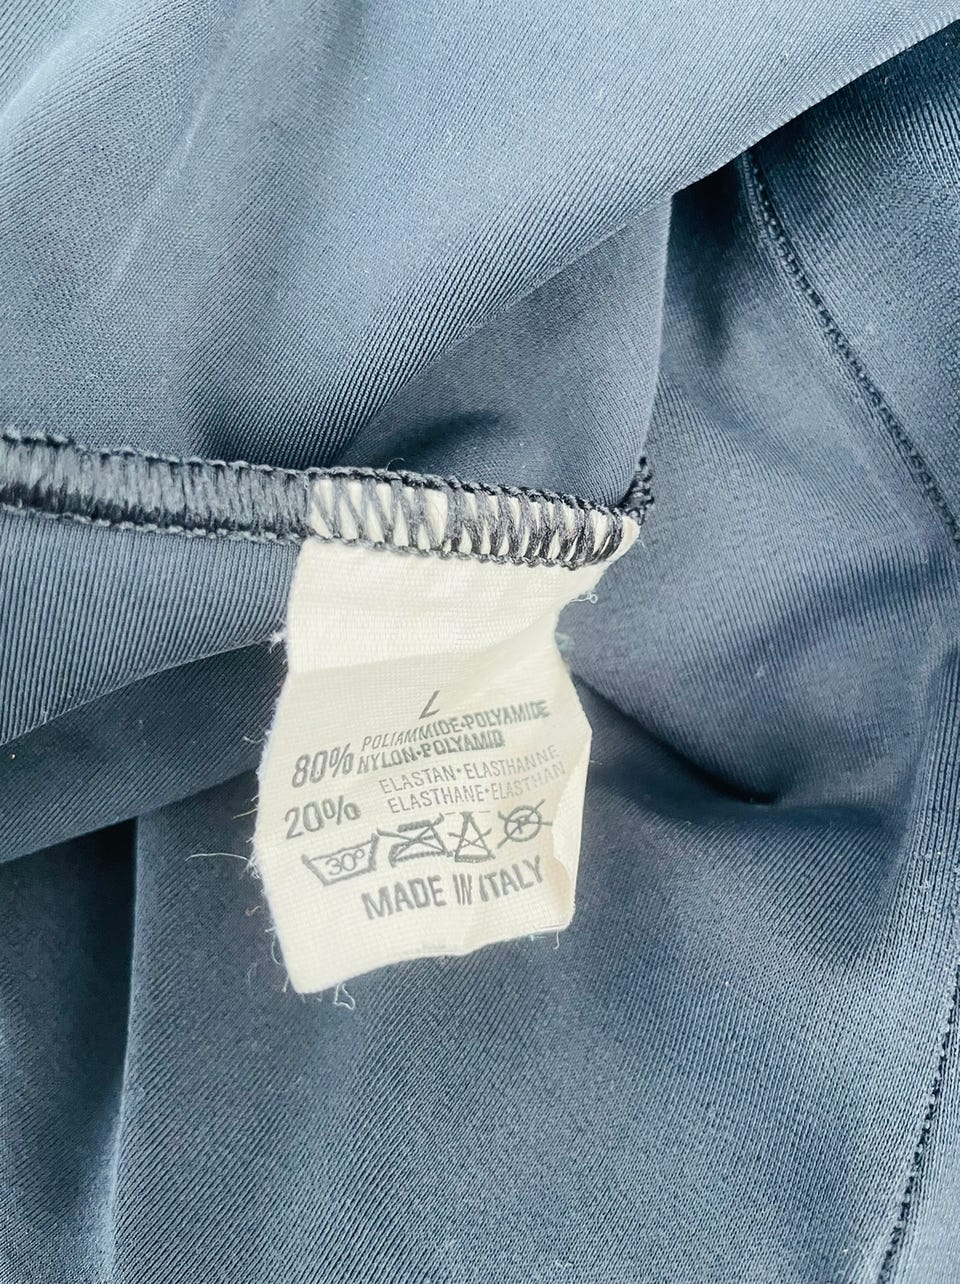 L
80% POLIAMMIDE·POLYAMIDE
NYLON·POLYAMID
20% ELASTAN·ELASTHANNE
ELASTHANE·ELASTHAN
30°
P
MADE IN ITALY